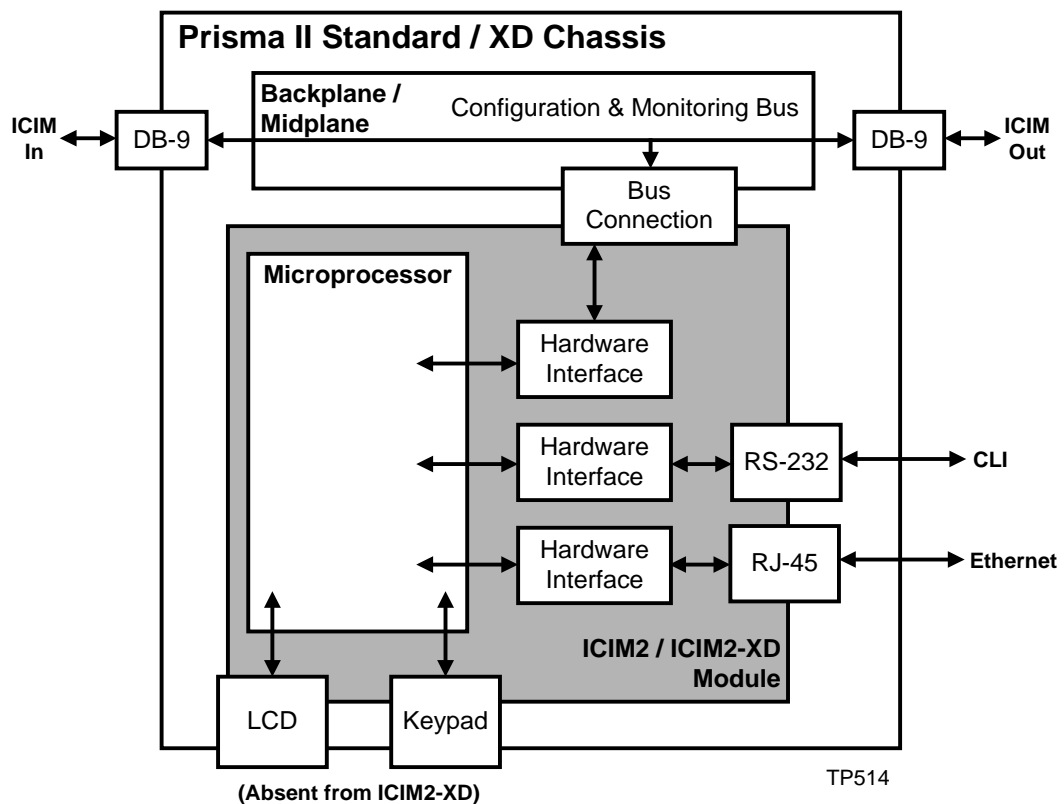 Prisma II Standard / XD Chassis
Backplane /
Midplane
Configuration & Monitoring Bus
ICIM
In
DB-9
DB-9
ICIM
Out
Bus
Connection
Microprocessor
Hardware
Interface
Hardware
Interface
RS-232
CLI
Hardware
Interface
RJ-45
Ethernet
ICIM2 / ICIM2-XD
Module
LCD
Keypad
(Absent from ICIM2-XD)
TP514